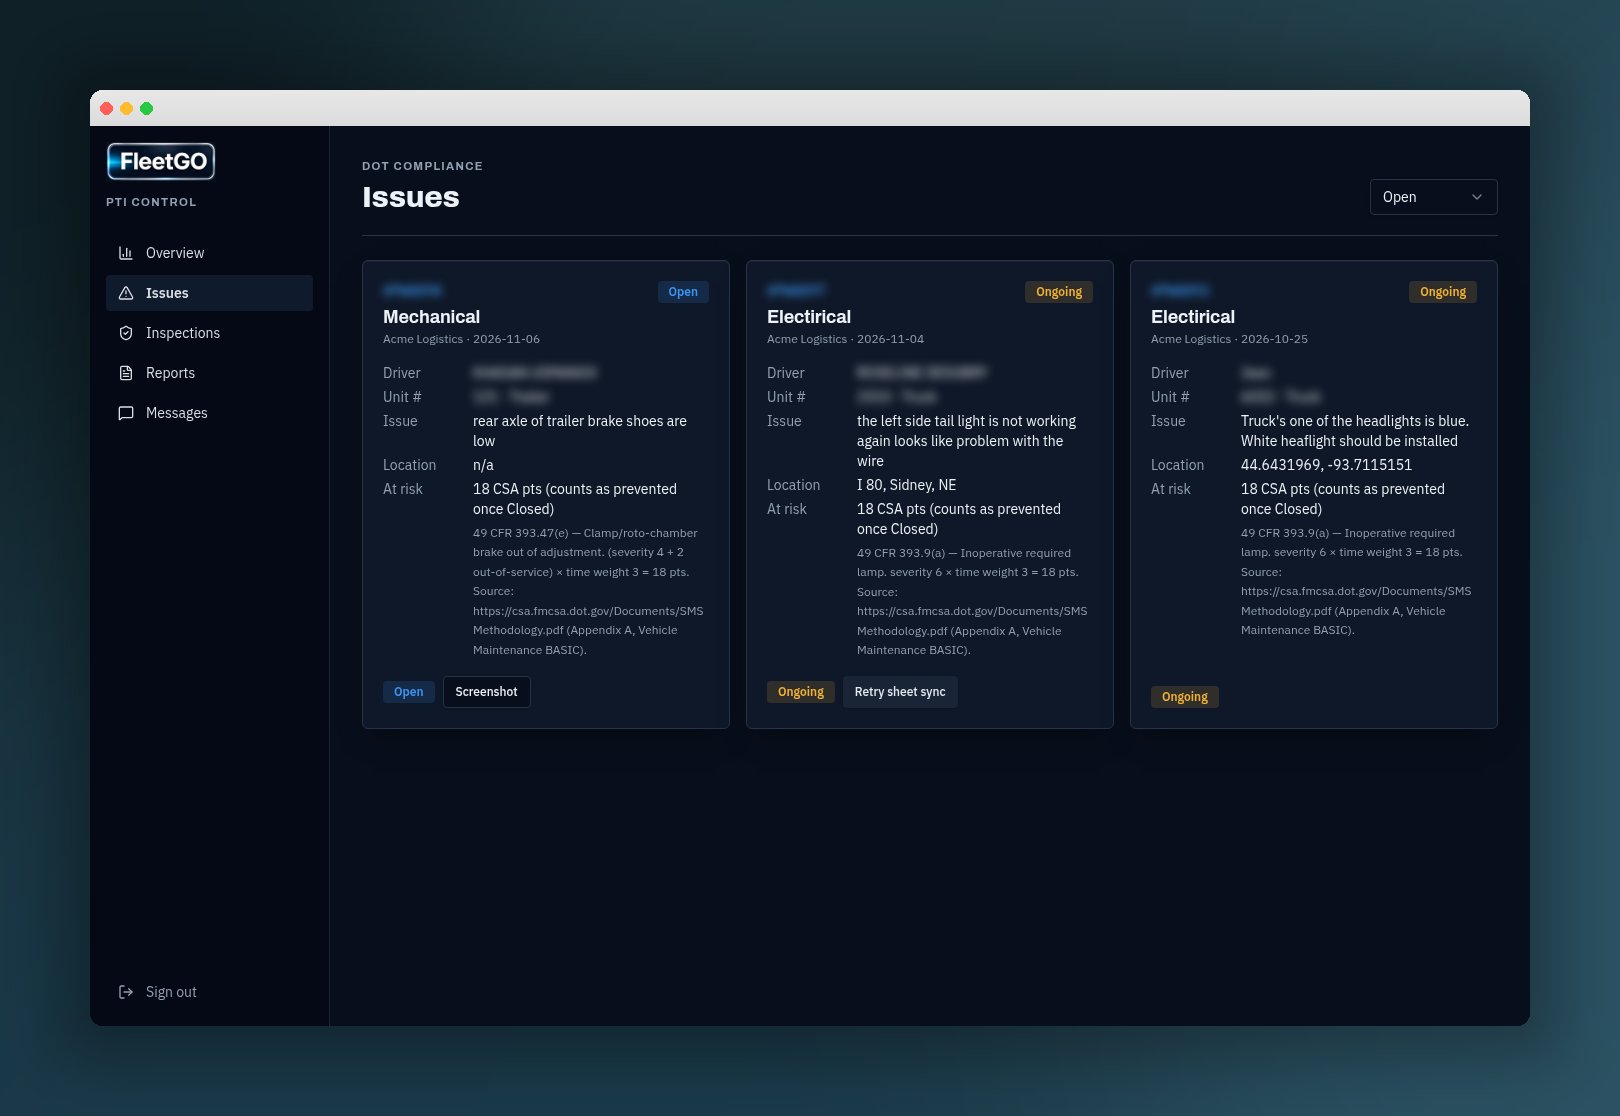 FleetGO
PTI CONTROL
Overview
Issues
Inspections
Reports
Messages
Sign out
DOT COMPLIANCE
Issues
Open
Open
Mechanical
Acme Logistics · 2026-11-06
Driver
Unit #
Issue rear axle of trailer brake shoes are
low
Location n/a
At risk 18 CSA pts (counts as prevented
once Closed)
49 CFR 393.47(e) — Clamp/roto-chamber
brake out of adjustment. (severity 4 + 2
out-of-service) × time weight 3 = 18 pts.
Source:
https://csa.fmcsa.dot.gov/Documents/SMS
Methodology.pdf (Appendix A, Vehicle
Maintenance BASIC).
Open Screenshot
Ongoing
Electirical
Acme Logistics · 2026-11-04
Driver
Unit #
Issue the left side tail light is not working
again looks like problem with the
wire
Location I 80, Sidney, NE
At risk 18 CSA pts (counts as prevented
once Closed)
49 CFR 393.9(a) — Inoperative required
lamp. severity 6 × time weight 3 = 18 pts.
Source:
https://csa.fmcsa.dot.gov/Documents/SMS
Methodology.pdf (Appendix A, Vehicle
Maintenance BASIC).
Ongoing Retry sheet sync
Ongoing
Electirical
Acme Logistics · 2026-10-25
Driver
Unit #
Issue Truck's one of the headlights is blue.
White heaflight should be installed
Location 44.6431969, -93.7115151
At risk 18 CSA pts (counts as prevented
once Closed)
49 CFR 393.9(a) — Inoperative required
lamp. severity 6 × time weight 3 = 18 pts.
Source:
https://csa.fmcsa.dot.gov/Documents/SMS
Methodology.pdf (Appendix A, Vehicle
Maintenance BASIC).
Ongoing